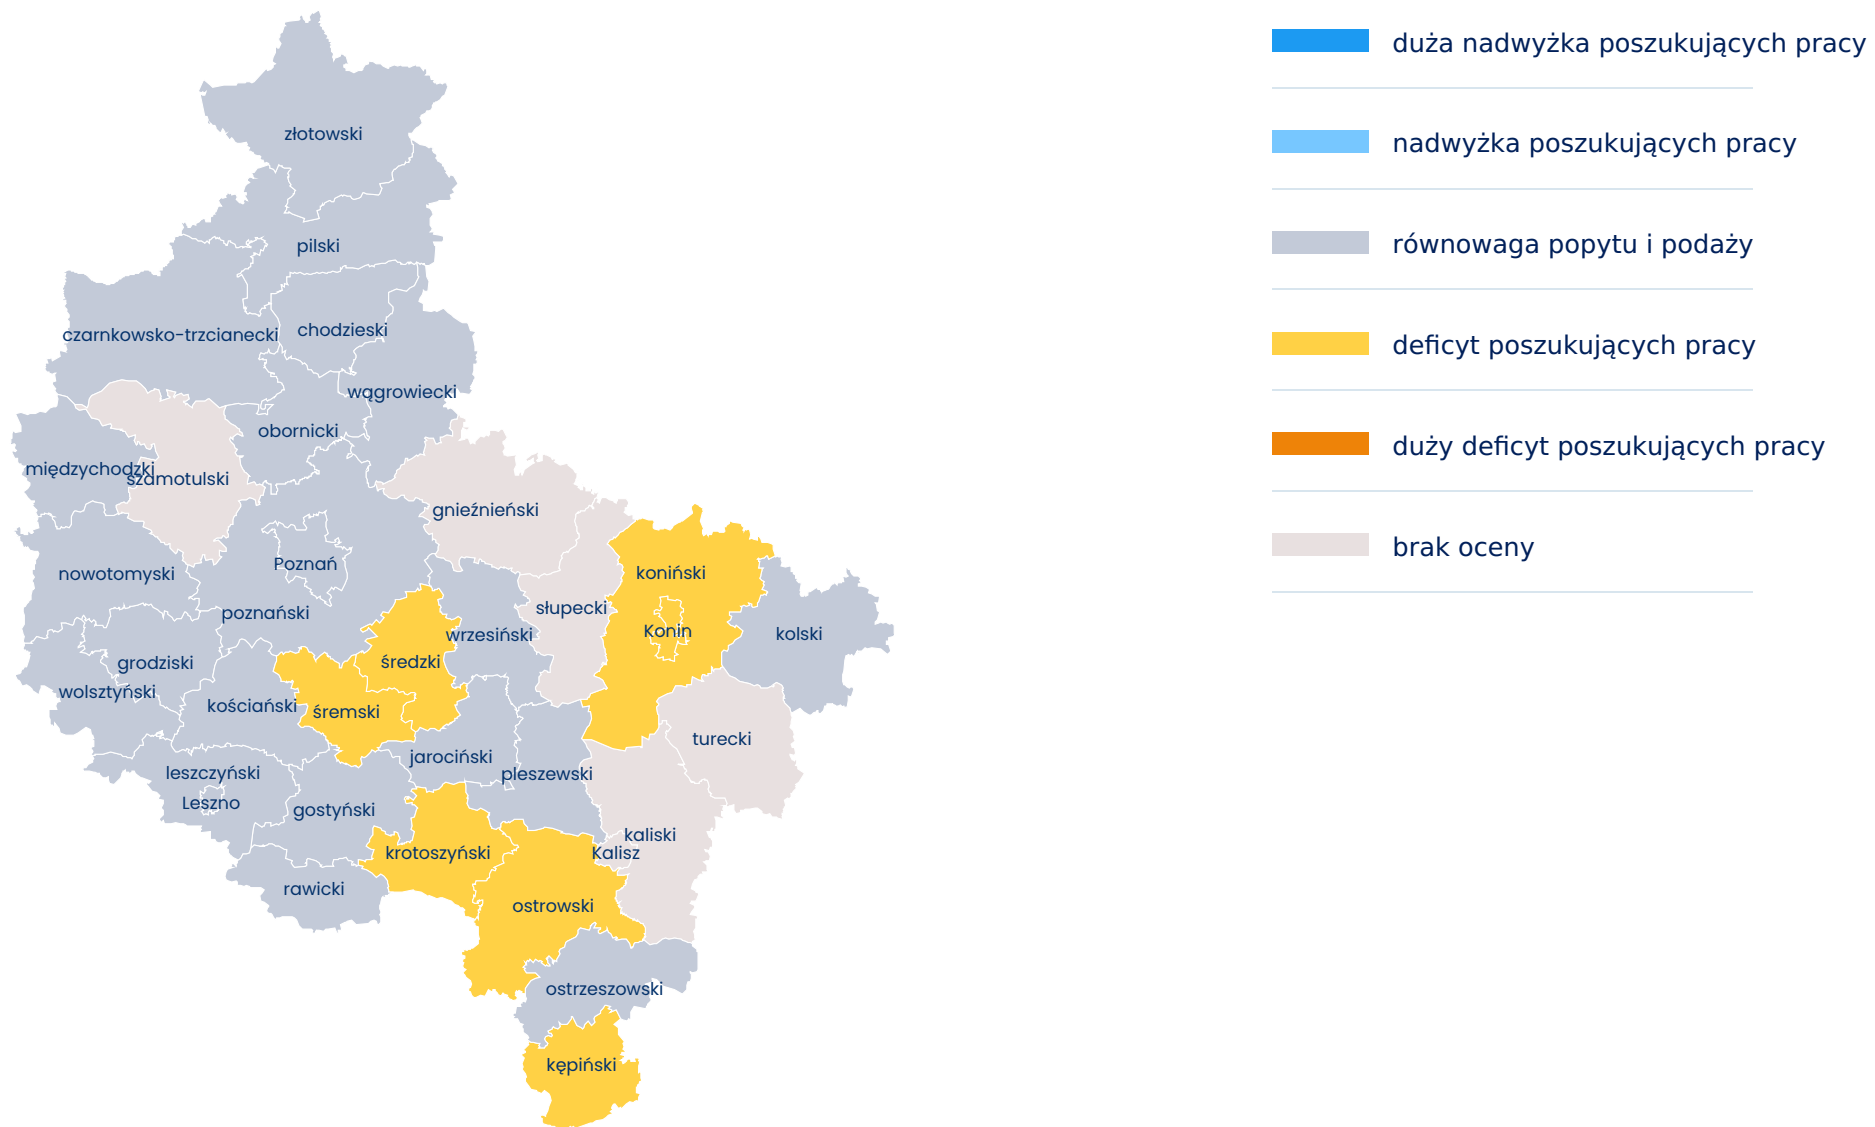 złotowski
pilski
czarnkowsko-trzcianecki
chodzieski
wągrowiecki
obornicki
międzychodzki
szamotulski
gnieźnieński
Poznań
nowotomyski
koniński
słupecki
poznański
Konin
kolski
wrzesiński
średzki
grodziski
wolsztyński
kościański
śremski
turecki
jarociński
leszczyński
pleszewski
Leszno
gostyński
kaliski
krotoszyński
Kalisz
rawicki
ostrowski
ostrzeszowski
kępiński
duża nadwyżka poszukujących pracy
nadwyżka poszukujących pracy
równowaga popytu i podaży
deficyt poszukujących pracy
duży deficyt poszukujących pracy
brak oceny